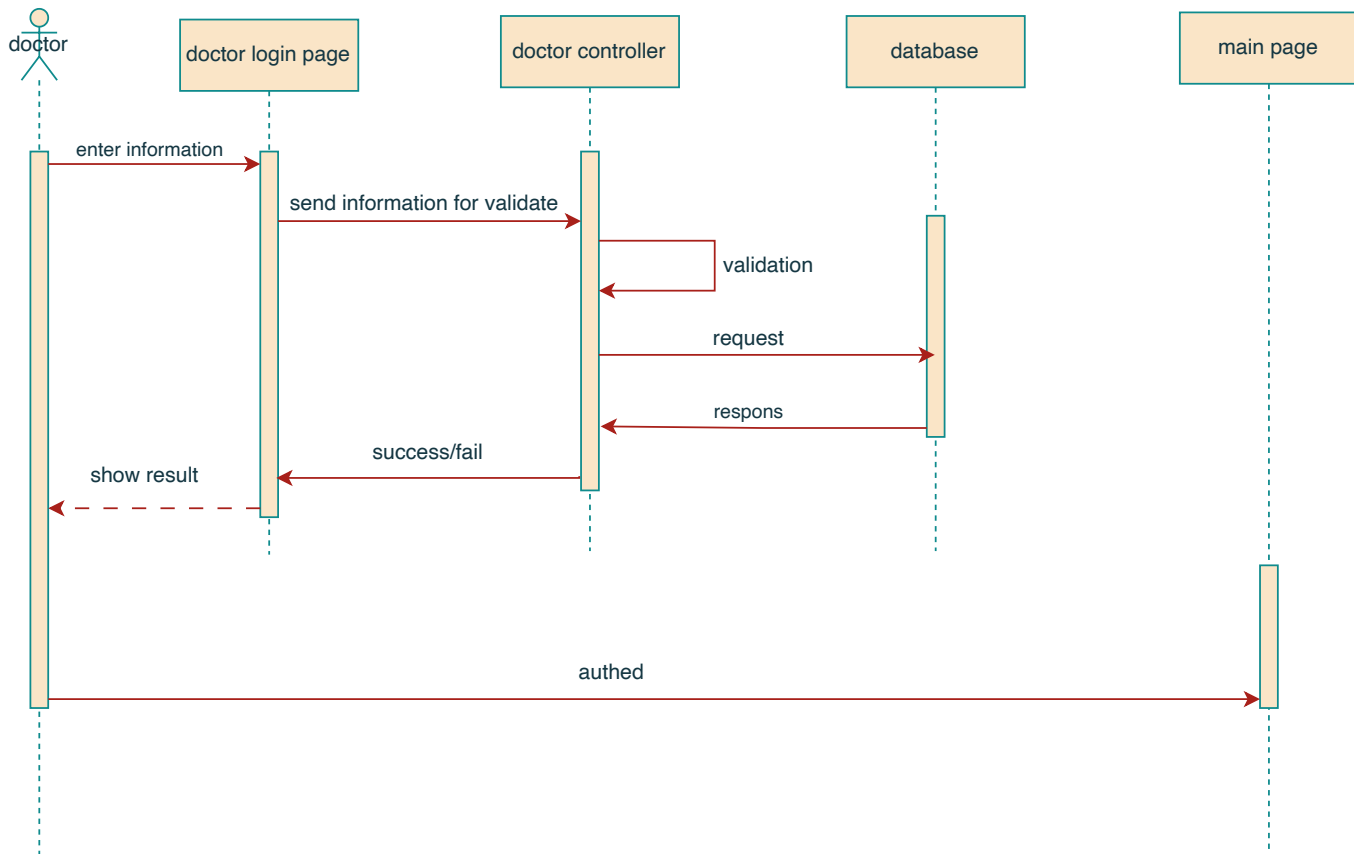 doctor
doctor login page
doctor controller
database
main page
enter information
send information for validate
validation
request
respons
success/fail
show result
authed